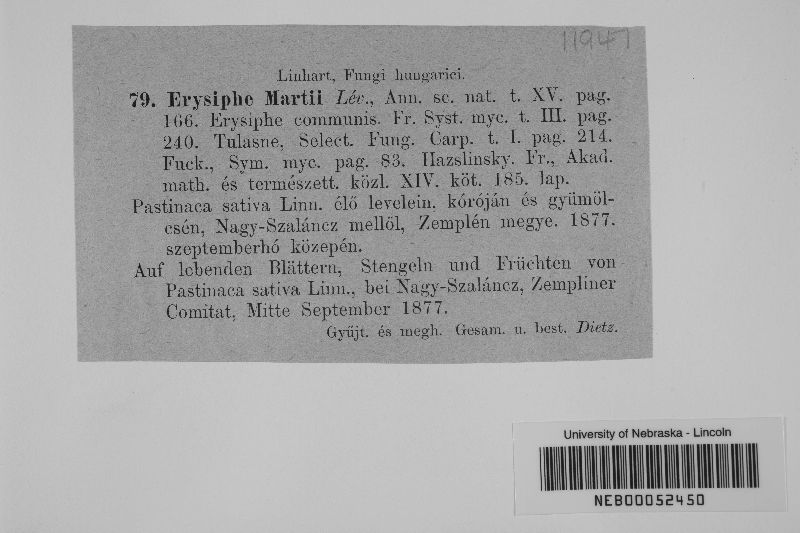 11947
Linhart, Fungi hungarici.
79. Erysiphe Martii Lév., Ann. sc. nat. t. XV. pag.
166. Erysiphe communis. Fr. Syst. myc. t. III. pag.
240. Tulasne, Select. Fung. Carp. t. I. pag. 214.
Fuck., Sym. myc. pag. 83. Hazslinsky. Fr., Akad.
math. és természett. közl. XIV. köt. 185. lap.
Pastinaca sativa Linn. élő levelein, kóróján és gyümöl-
csén, Nagy-Szaláncz mellől, Zemplén megye. 1877.
szeptemberhó közepén.
Auf lebenden Blättern, Stengeln und Früchten von
Pastinaca sativa Linn., bei Nagy-Szaláncz, Zempliner
Comitat, Mitte September 1877.
Gyüjt. és megh. Gesam. u. best. Dietz.
University of Nebraska - Lincoln
NEB00052450